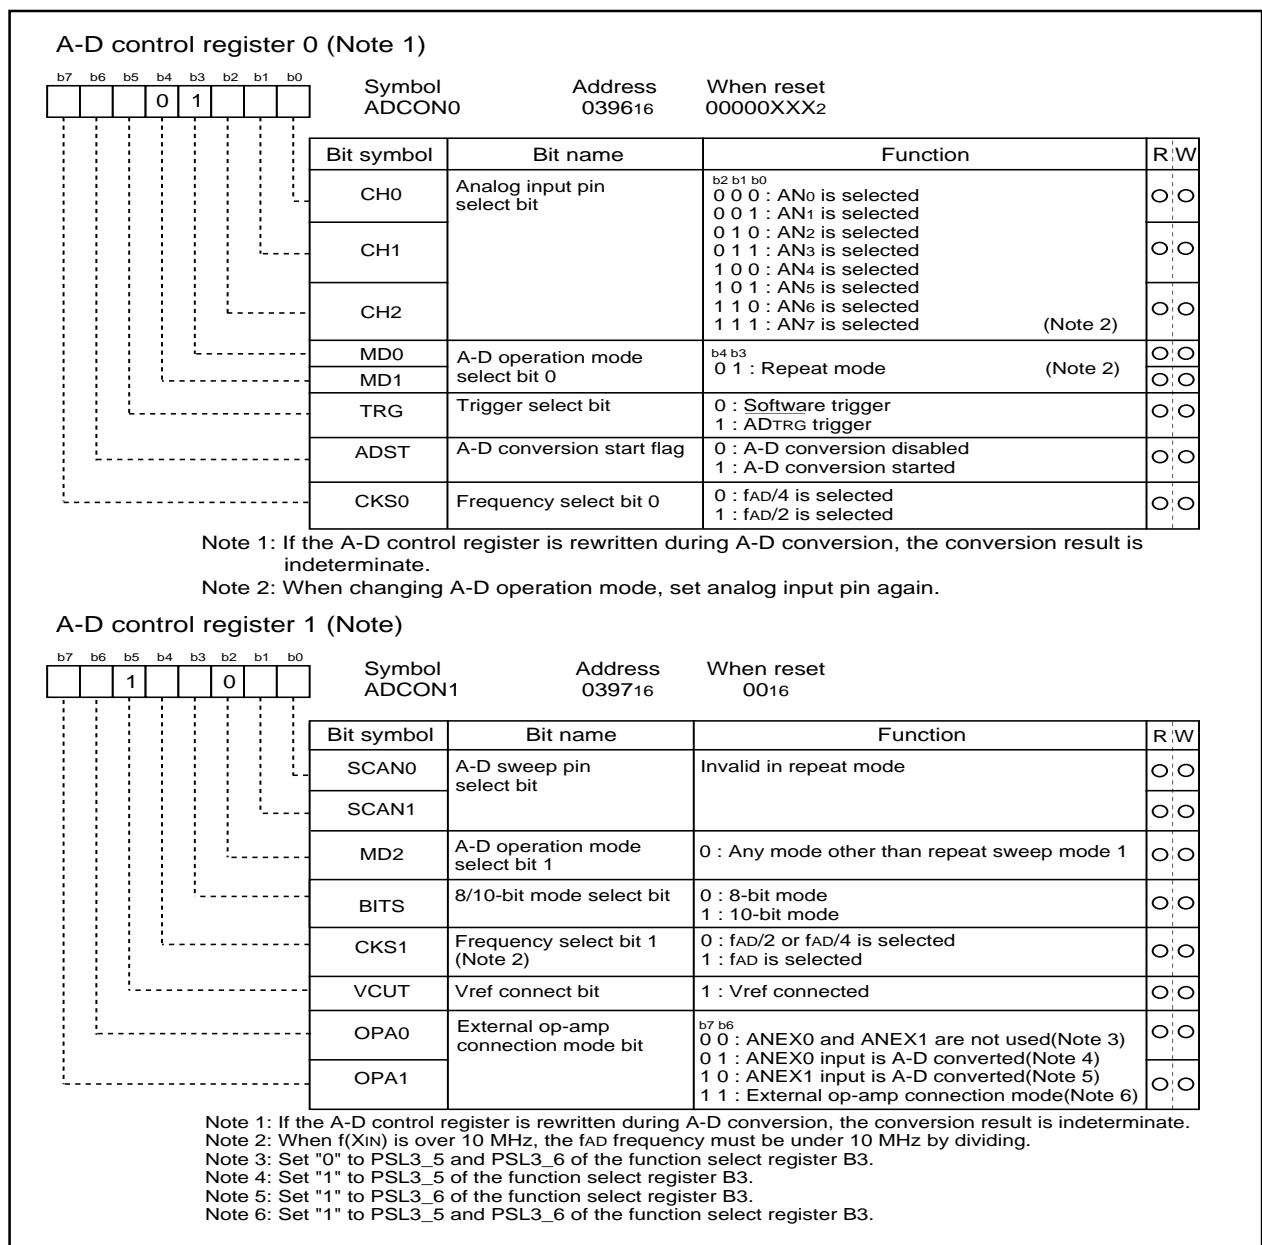 A-D control register 0 (Note 1)
b7 b6 b5 b4 b3 b2 b1 b0
0 1
Symbol Address When reset
ADCON0 039616 00000XXX2
Bit symbol Bit name Function R W
CH0 Analog input pin select bit
b2 b1 b0
0 0 0 : AN0 is selected
0 0 1 : AN1 is selected
0 1 0 : AN2 is selected
CH1 0 1 1 : AN3 is selected
1 0 0 : AN4 is selected
1 0 1 : AN5 is selected
CH2 1 1 0 : AN6 is selected
1 1 1 : AN7 is selected (Note 2)
MD0 A-D operation mode
MD1 select bit 0
b4 b3
0 1 : Repeat mode (Note 2)
TRG Trigger select bit 0 : Software trigger
1 : ADTRG trigger
ADST A-D conversion start flag 0 : A-D conversion disabled
1 : A-D conversion started
CKS0 Frequency select bit 0 0 : fAD/4 is selected
1 : fAD/2 is selected
Note 1: If the A-D control register is rewritten during A-D conversion, the conversion result is
indeterminate.
Note 2: When changing A-D operation mode, set analog input pin again.
A-D control register 1 (Note)
b7 b6 b5 b4 b3 b2 b1 b0
1 0
Symbol Address When reset
ADCON1 039716 0016
Bit symbol Bit name Function R W
SCAN0 A-D sweep pin Invalid in repeat mode
select bit
SCAN1
MD2 A-D operation mode 0 : Any mode other than repeat sweep mode 1
select bit 1
BITS 8/10-bit mode select bit 0 : 8-bit mode
1 : 10-bit mode
CKS1 Frequency select bit 1 0 : fAD/2 or fAD/4 is selected
(Note 2) 1 : fAD is selected
VCUT Vref connect bit 1 : Vref connected
OPA0 External op-amp
connection mode bit
b7 b6
0 0 : ANEX0 and ANEX1 are not used(Note 3)
0 1 : ANEX0 input is A-D converted(Note 4)
OPA1 1 0 : ANEX1 input is A-D converted(Note 5)
1 1 : External op-amp connection mode(Note 6)
Note 1: If the A-D control register is rewritten during A-D conversion, the conversion result is indeterminate.
Note 2: When f(XIN) is over 10 MHz, the fAD frequency must be under 10 MHz by dividing.
Note 3: Set "0" to PSL3_5 and PSL3_6 of the function select register B3.
Note 4: Set "1" to PSL3_5 of the function select register B3.
Note 5: Set "1" to PSL3_6 of the function select register B3.
Note 6: Set "1" to PSL3_5 and PSL3_6 of the function select register B3.